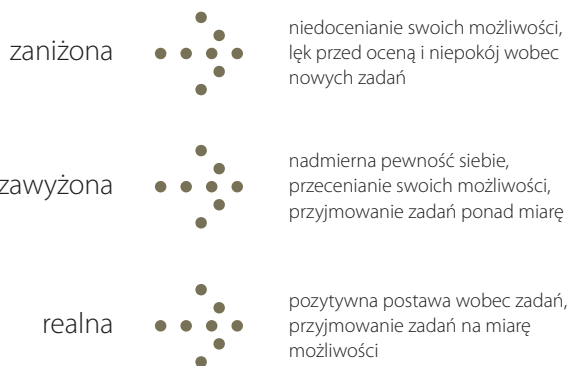 zaniżona
niedocenianie swoich możliwości,
lęk przed oceną i niepokój wobec
nowych zadań
zawyżona
nadmierna pewność siebie,
przecenianie swoich możliwości,
przyjmowanie zadań ponad miarę
realna
pozytywna postawa wobec zadań,
przyjmowanie zadań na miarę
możliwości